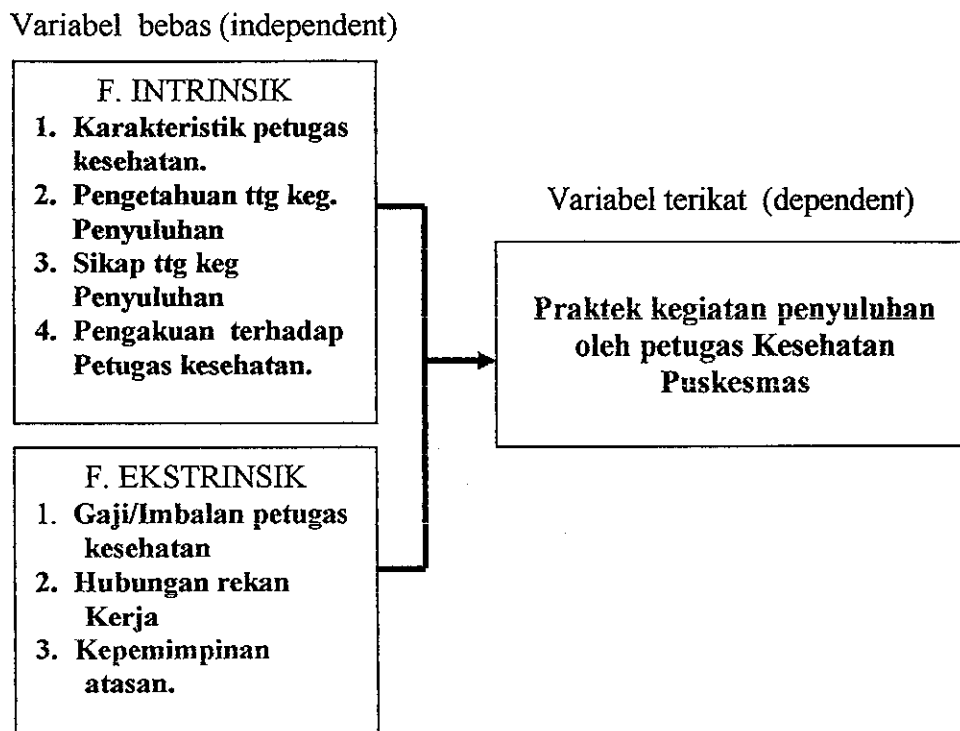 Variabel bebas (independent)
F. INTRINSIK
1. Karakteristik petugas
kesehatan.
2. Pengetahuan ttg keg.
Penyuluhan
3. Sikap ttg keg
Penyuluhan
4. Pengakuan terhadap
Petugas kesehatan.
F. EKSTRINSIK
1. Gaji/Imbalan petugas
kesehatan
2. Hubungan rekan
Kerja
3. Kepemimpinan
atasan.
Variabel terikat (dependent)
Praktek kegiatan penyuluhan
oleh petugas Kesehatan
Puskesmas